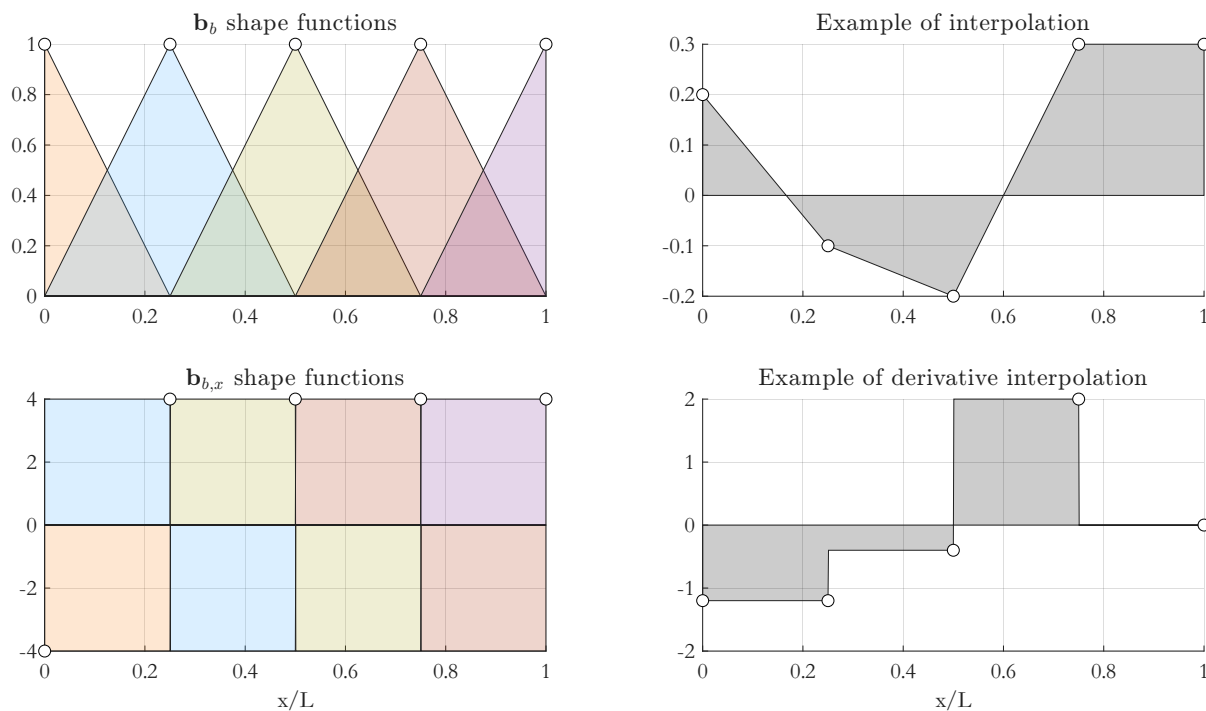 b_b shape functions
1
0.8
0.6
0.4
0.2
0
0 0.2 0.4 0.6 0.8 1
Example of interpolation
0.3
0.2
0.1
0
-0.1
-0.2
0 0.2 0.4 0.6 0.8 1
b_{b,x} shape functions
4
2
0
-2
-4
0 0.2 0.4 0.6 0.8 1
x/L
Example of derivative interpolation
2
1
0
-1
-2
0 0.2 0.4 0.6 0.8 1
x/L